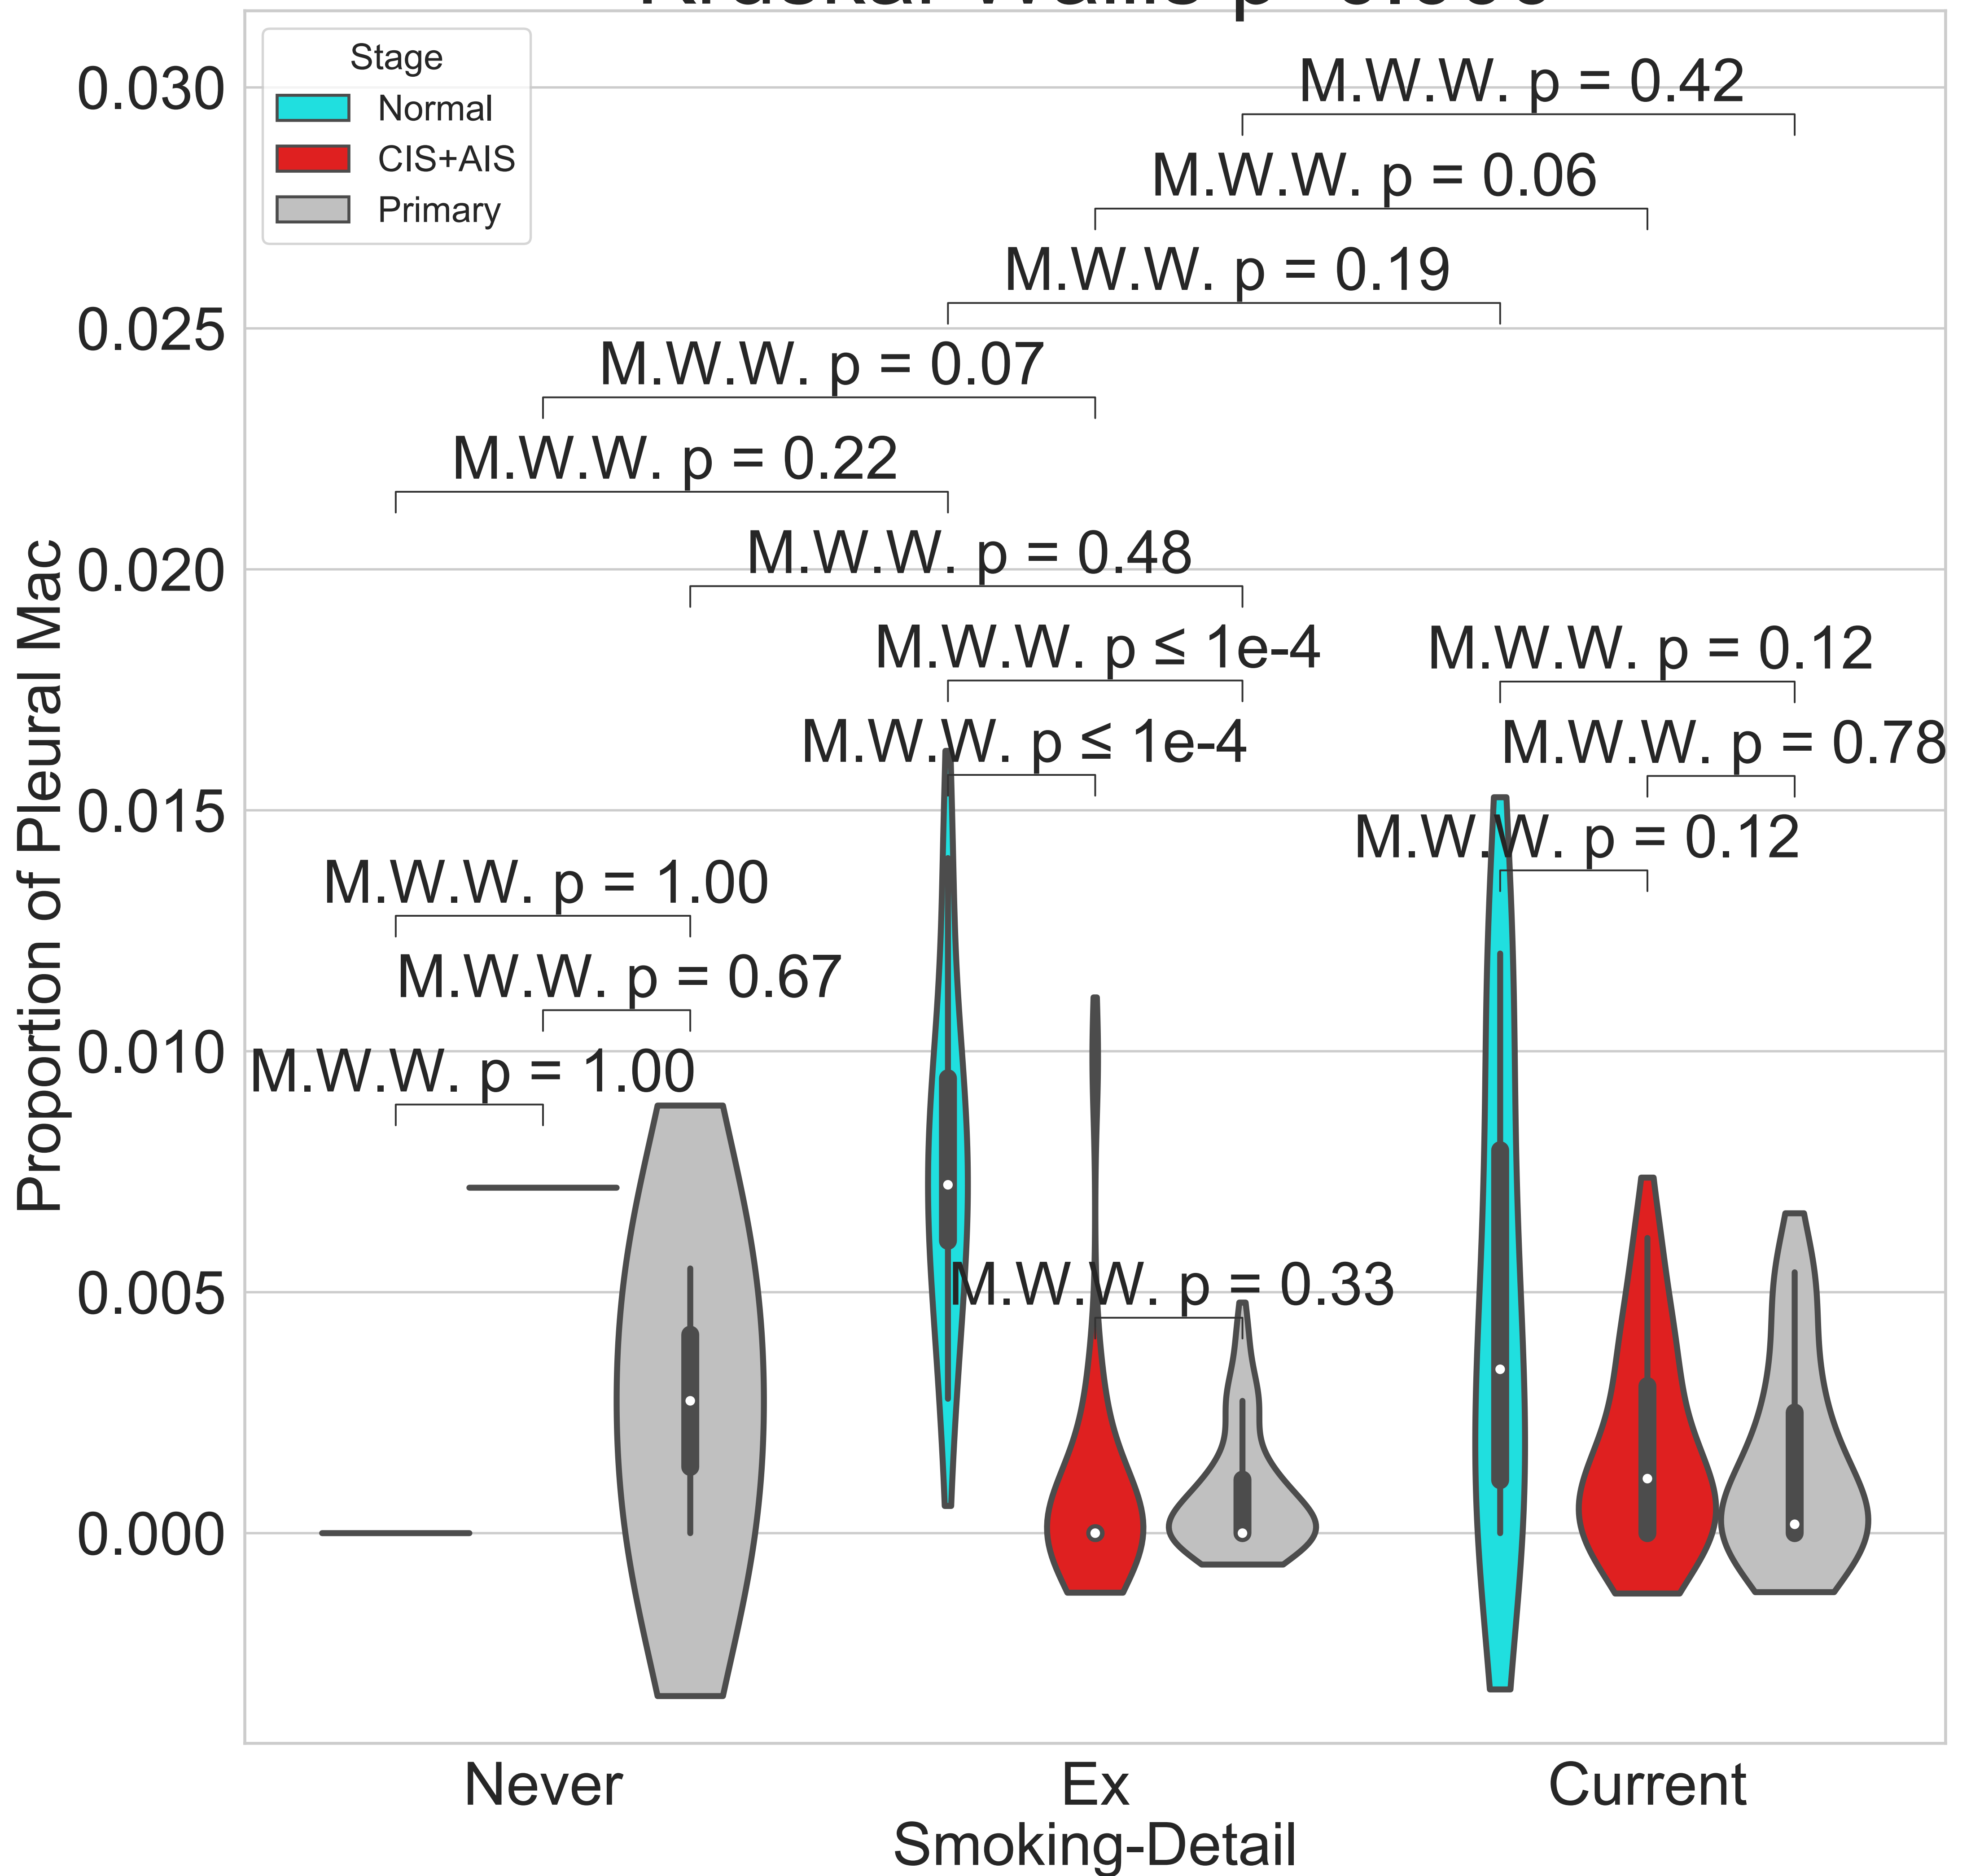 Stage
Normal
CIS+AIS
Primary
0.030
0.025
0.020
0.015
0.010
0.005
0.000
Proportion of Pleural Mac
M.W.W. p = 0.42
M.W.W. p = 0.06
M.W.W. p = 0.19
M.W.W. p = 0.07
M.W.W. p = 0.22
M.W.W. p = 0.48
M.W.W. p ≤ 1e-4
M.W.W. p = 0.12
M.W.W. p ≤ 1e-4
M.W.W. p = 0.78
M.W.W. p = 0.12
M.W.W. p = 1.00
M.W.W. p = 0.67
M.W.W. p = 1.00
M.W.W. p = 0.33
Never
Ex
Current
Smoking-Detail